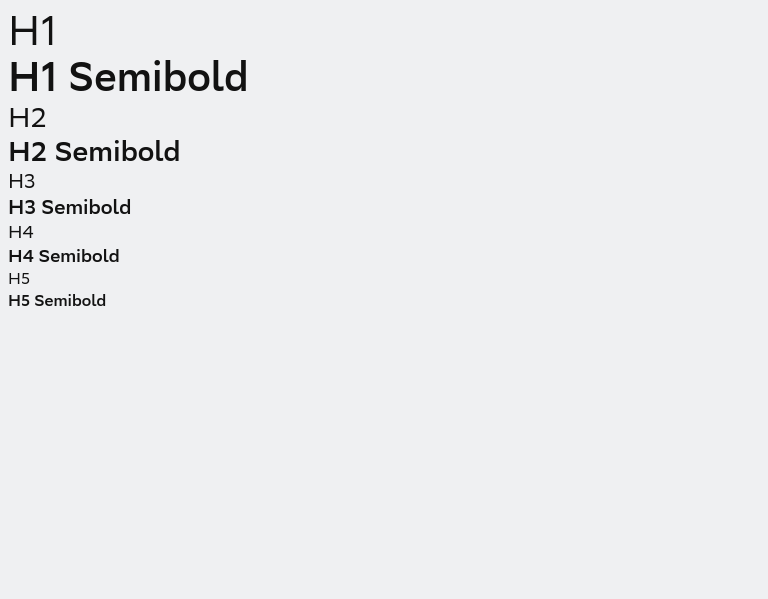 H1
H1 Semibold
H2
H2 Semibold
H3
H3 Semibold
H4
H4 Semibold
H5
H5 Semibold